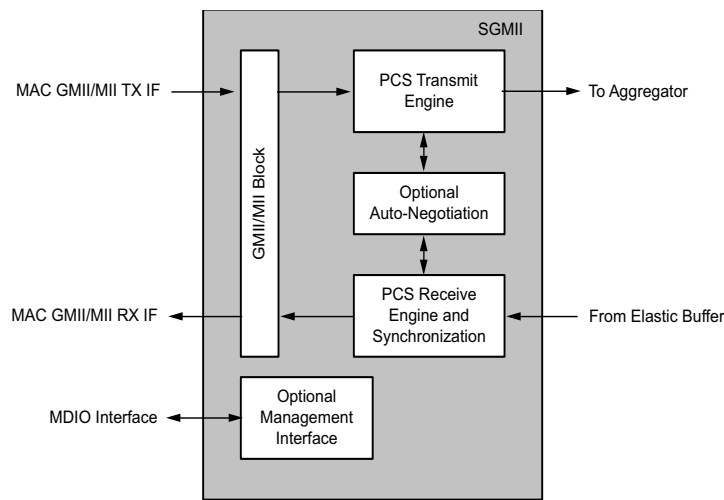 SGMII
MAC GMII/MII TX IF
GMII/MII Block
PCS Transmit
Engine
To Aggregator
Optional
Auto-Negotiation
MAC GMII/MII RX IF
PCS Receive
Engine and
Synchronization
From Elastic Buffer
MDIO Interface
Optional
Management
Interface